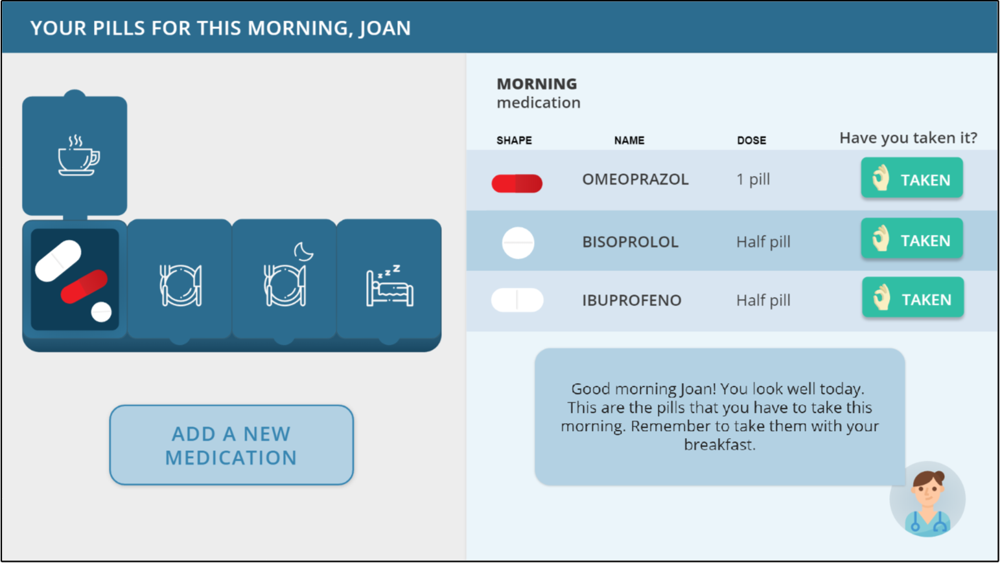 YOUR PILLS FOR THIS MORNING, JOAN
MORNING
medication
SHAPE NAME DOSE Have you taken it?
OMEOPRAZOL 1 pill TAKEN
BISOPROLOL Half pill TAKEN
IBUPROFENO Half pill TAKEN
z z Z
ADD A NEW
MEDICATION
Good morning Joan! You look well today.
This are the pills that you have to take this
morning. Remember to take them with your
breakfast.